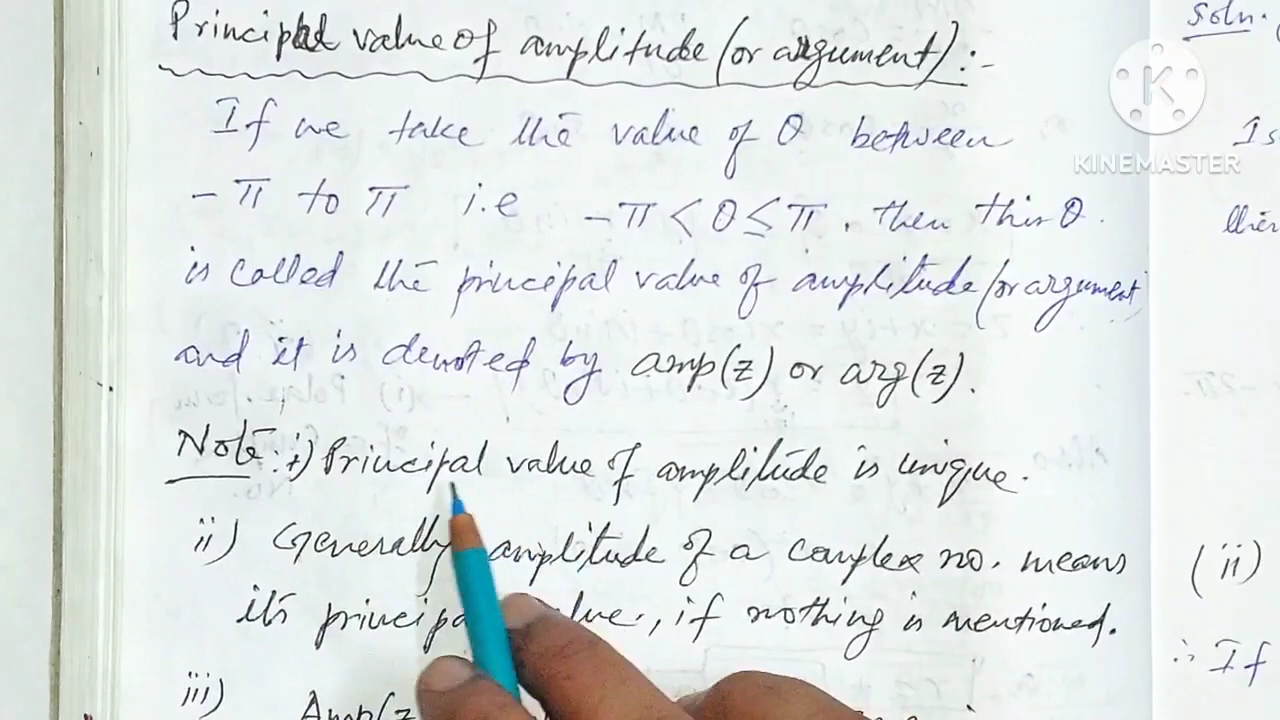 Principal value of amplitude (or argument) :-
If we take the value of θ between
-π to π i.e -π < θ ≤ π, then this θ.
is called the principal value of amplitude (or argument)
and it is denoted by amp(z) or arg(z).
Note: i) Principal value of amplitude is unique.
ii) Generally amplitude of a complex no. means
its principal value, if nothing is mentioned.
iii) Amp(z
Soln. (
Is
then
(ii)
∴ If
K
KINEMASTER